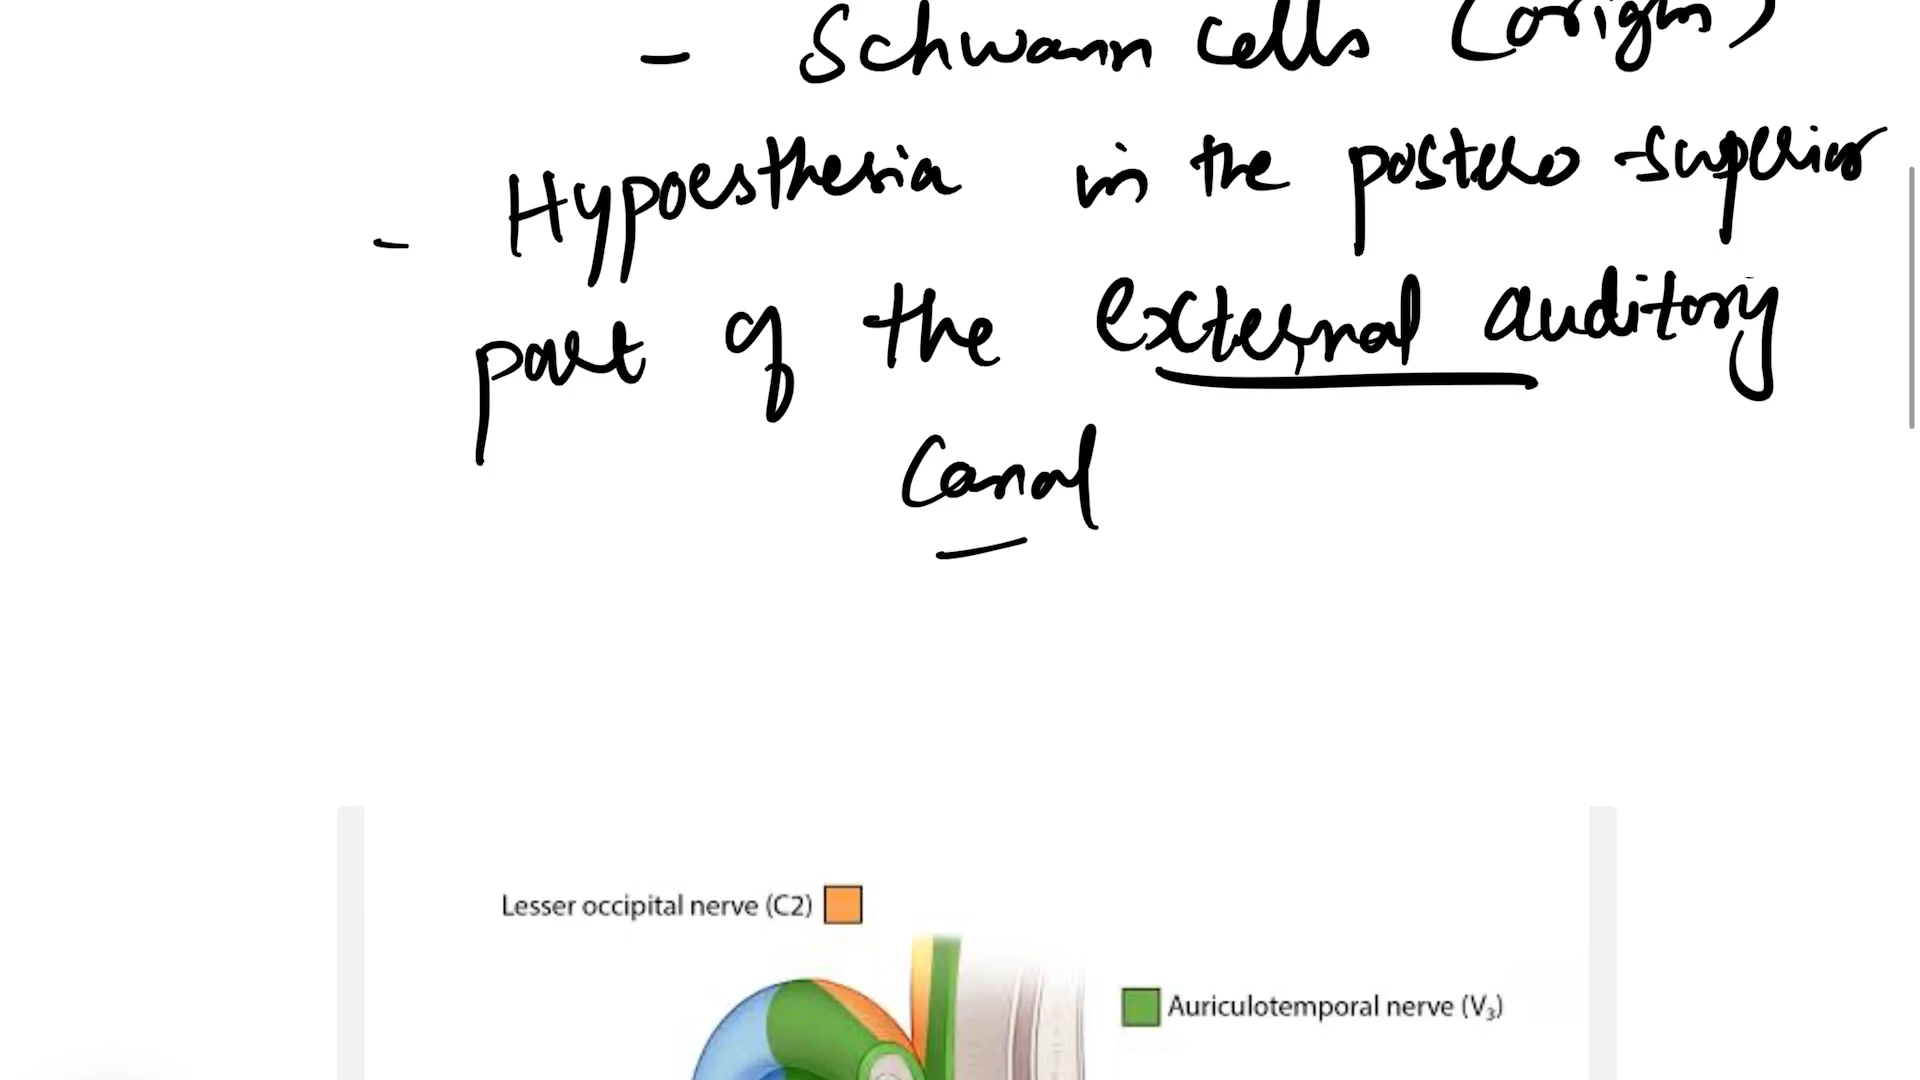 - Schwann cells (origin)
- Hypoesthesia in the postero-superior
part of the external auditory
canal
Lesser occipital nerve (C2)
Auriculotemporal nerve (V₃)